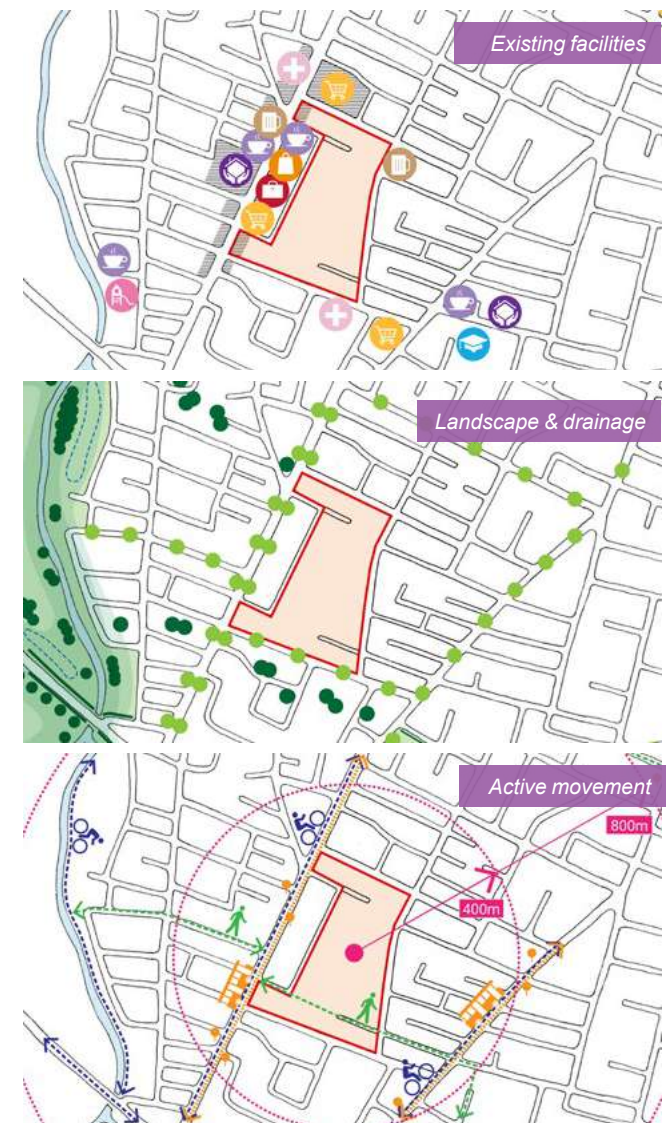 Existing facilities
Landscape & drainage
Active movement
800m
400m